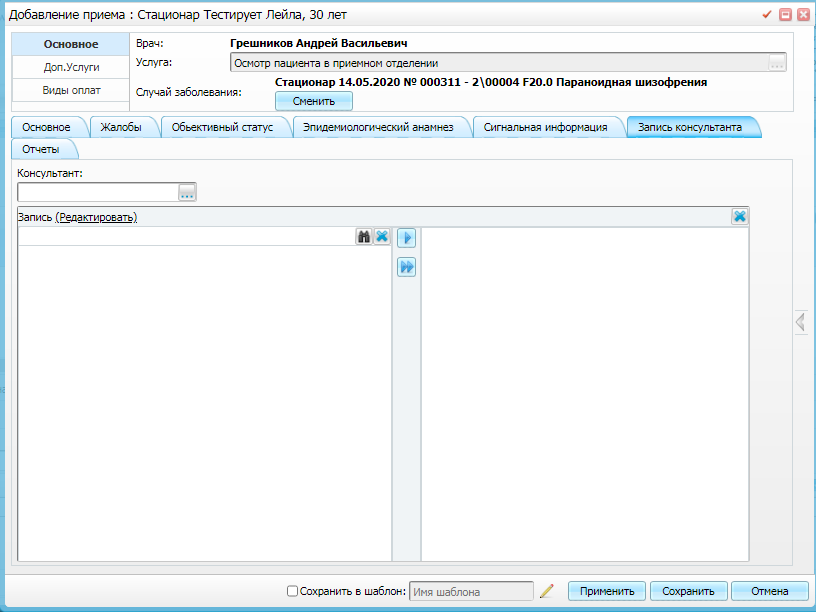 Добавление приема : Стационар Тестирует Лейла, 30 лет
Основное
Доп.Услуги
Виды оплат
Врач: Грешников Андрей Васильевич
Услуга: Осмотр пациента в приемном отделении ...
Случай заболевания: Стационар 14.05.2020 № 000311 - 2\00004 F20.0 Параноидная шизофрения
Сменить
Основное Жалобы Объективный статус Эпидемиологический анамнез Сигнальная информация Запись консультанта
Отчеты
Консультант:
...
Запись (Редактировать)
Сохранить в шаблон: Имя шаблона Применить Сохранить Отмена